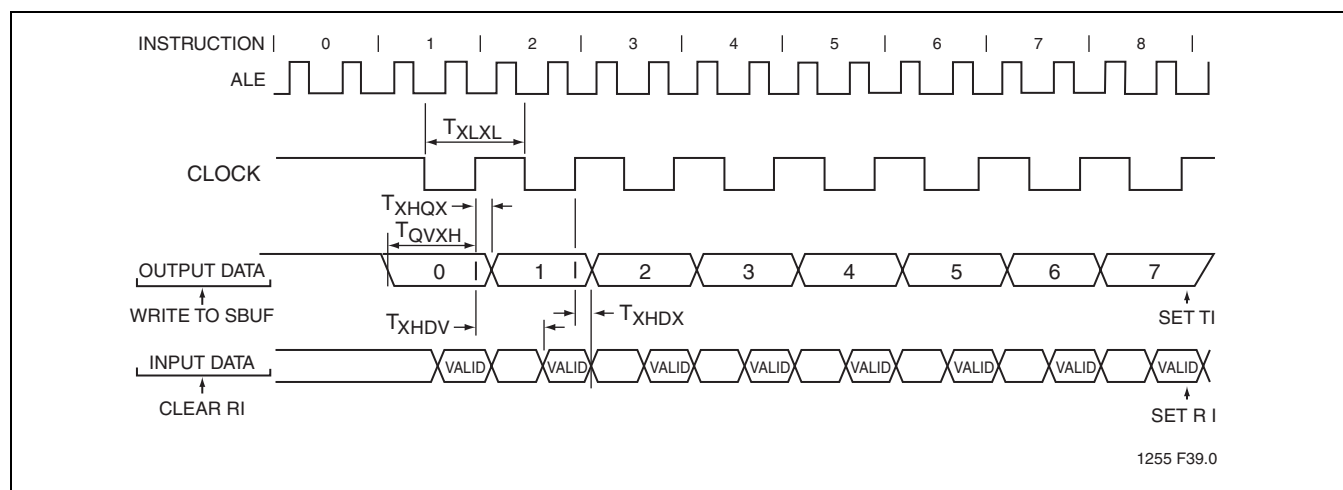 INSTRUCTION | 0 | 1 | 2 | 3 | 4 | 5 | 6 | 7 | 8 |
ALE
TXLXL
CLOCK
TXHQX
TQVXH
OUTPUT DATA 0 1 2 3 4 5 6 7
WRITE TO SBUF
TXHDV TXHDX SET TI
INPUT DATA VALID VALID VALID VALID VALID VALID VALID VALID
CLEAR RI
SET R I
1255 F39.0